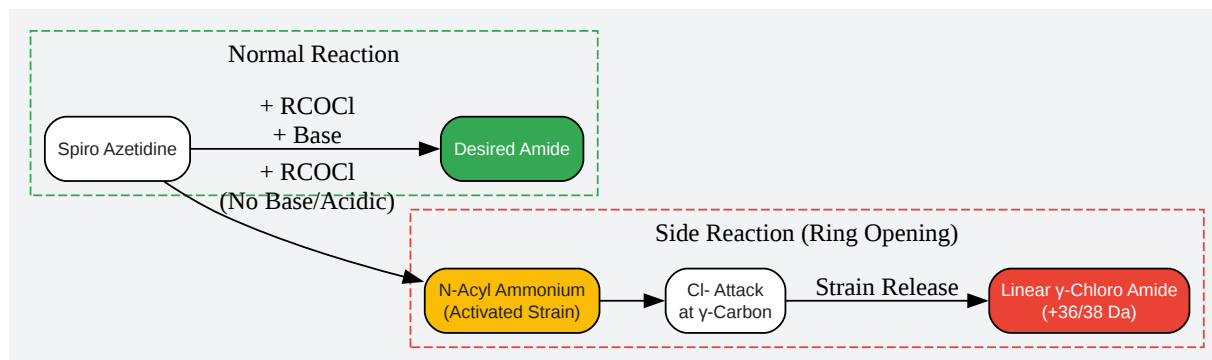 Normal Reaction
Spiro Azetidine
+ RCOCl
+ Base
Desired Amide
+ RCOCl
(No Base/Acidic)
Side Reaction (Ring Opening)
N-Acyl Ammonium
(Activated Strain)
Cl- Attack
at γ-Carbon
Strain Release
Linear γ-Chloro Amide
(+36/38 Da)